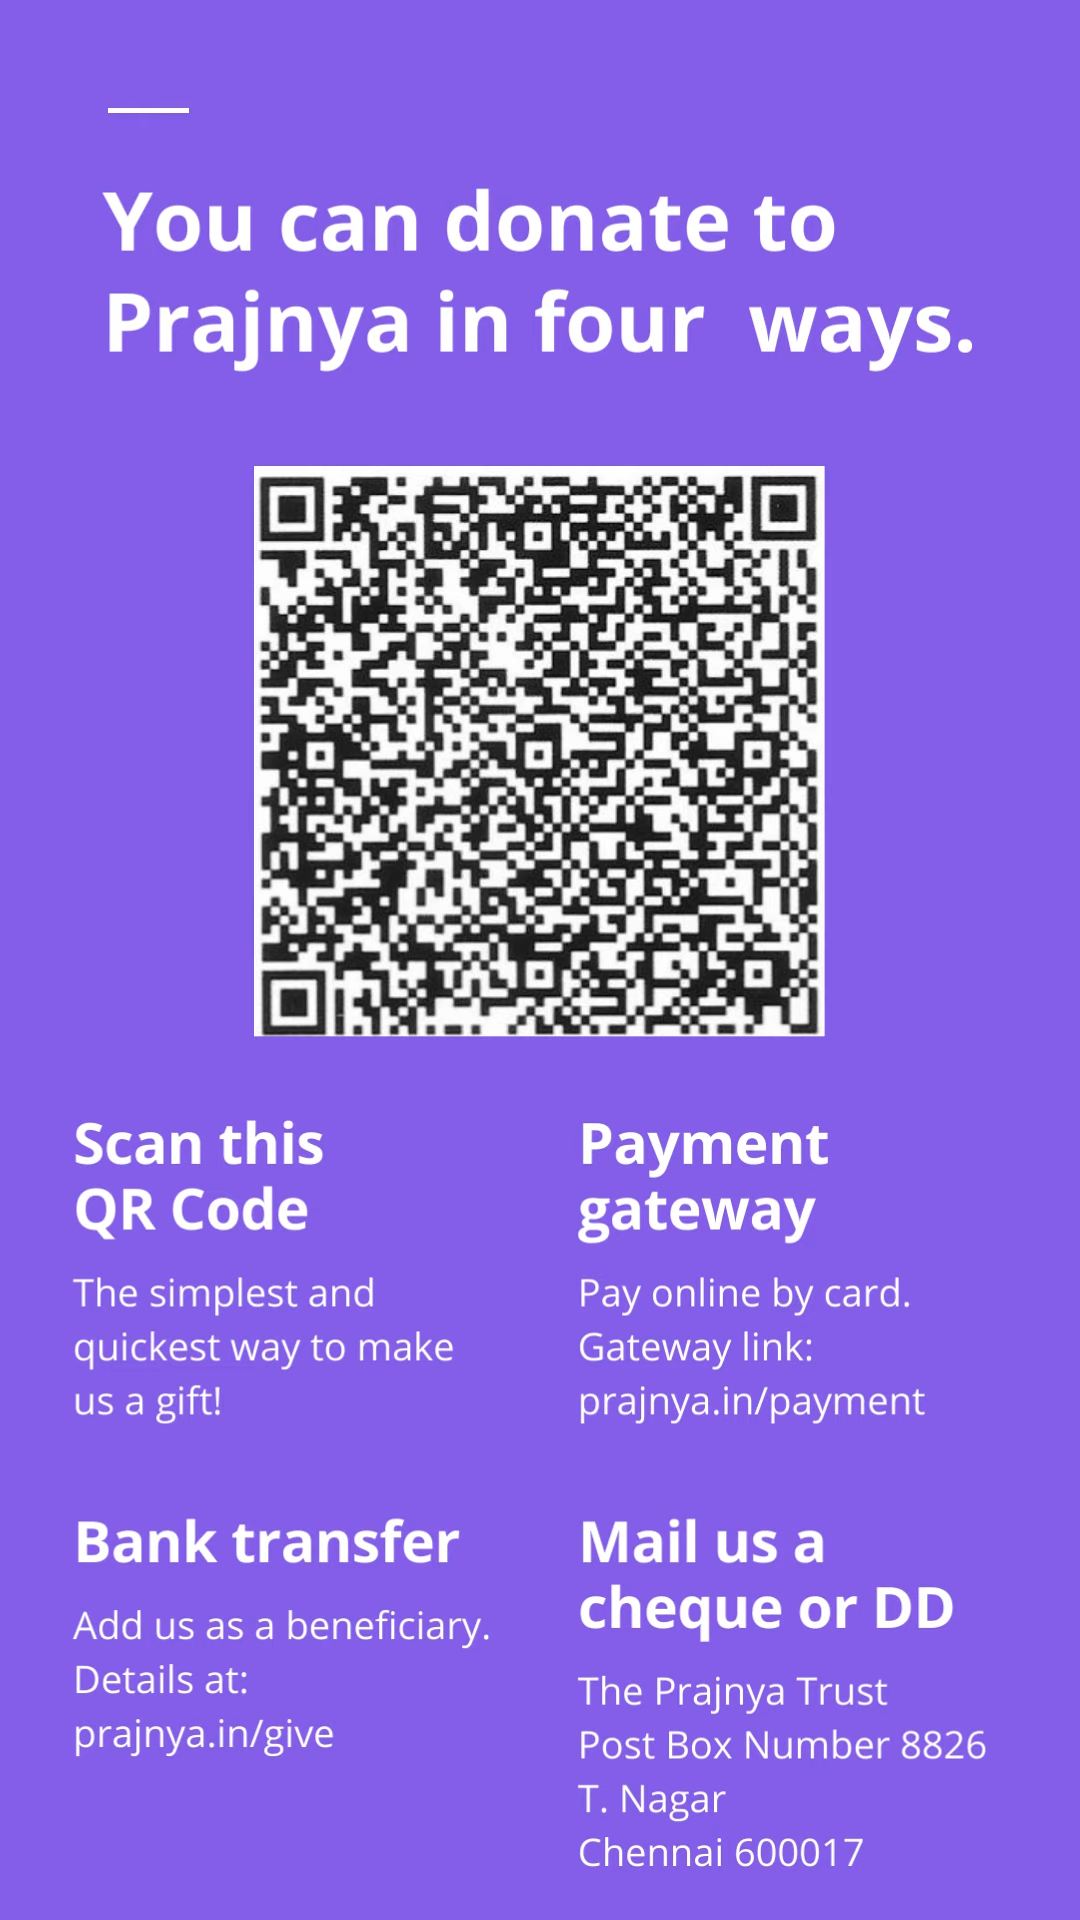 You can donate to
Prajnya in four  ways.
Scan this
QR Code
The simplest and
quickest way to make
us a gift!
Payment
gateway
Pay online by card.
Gateway link:
prajnya.in/payment
Bank transfer
Add us as a beneficiary.
Details at:
prajnya.in/give
Mail us a
cheque or DD
The Prajnya Trust
Post Box Number 8826
T. Nagar
Chennai 600017